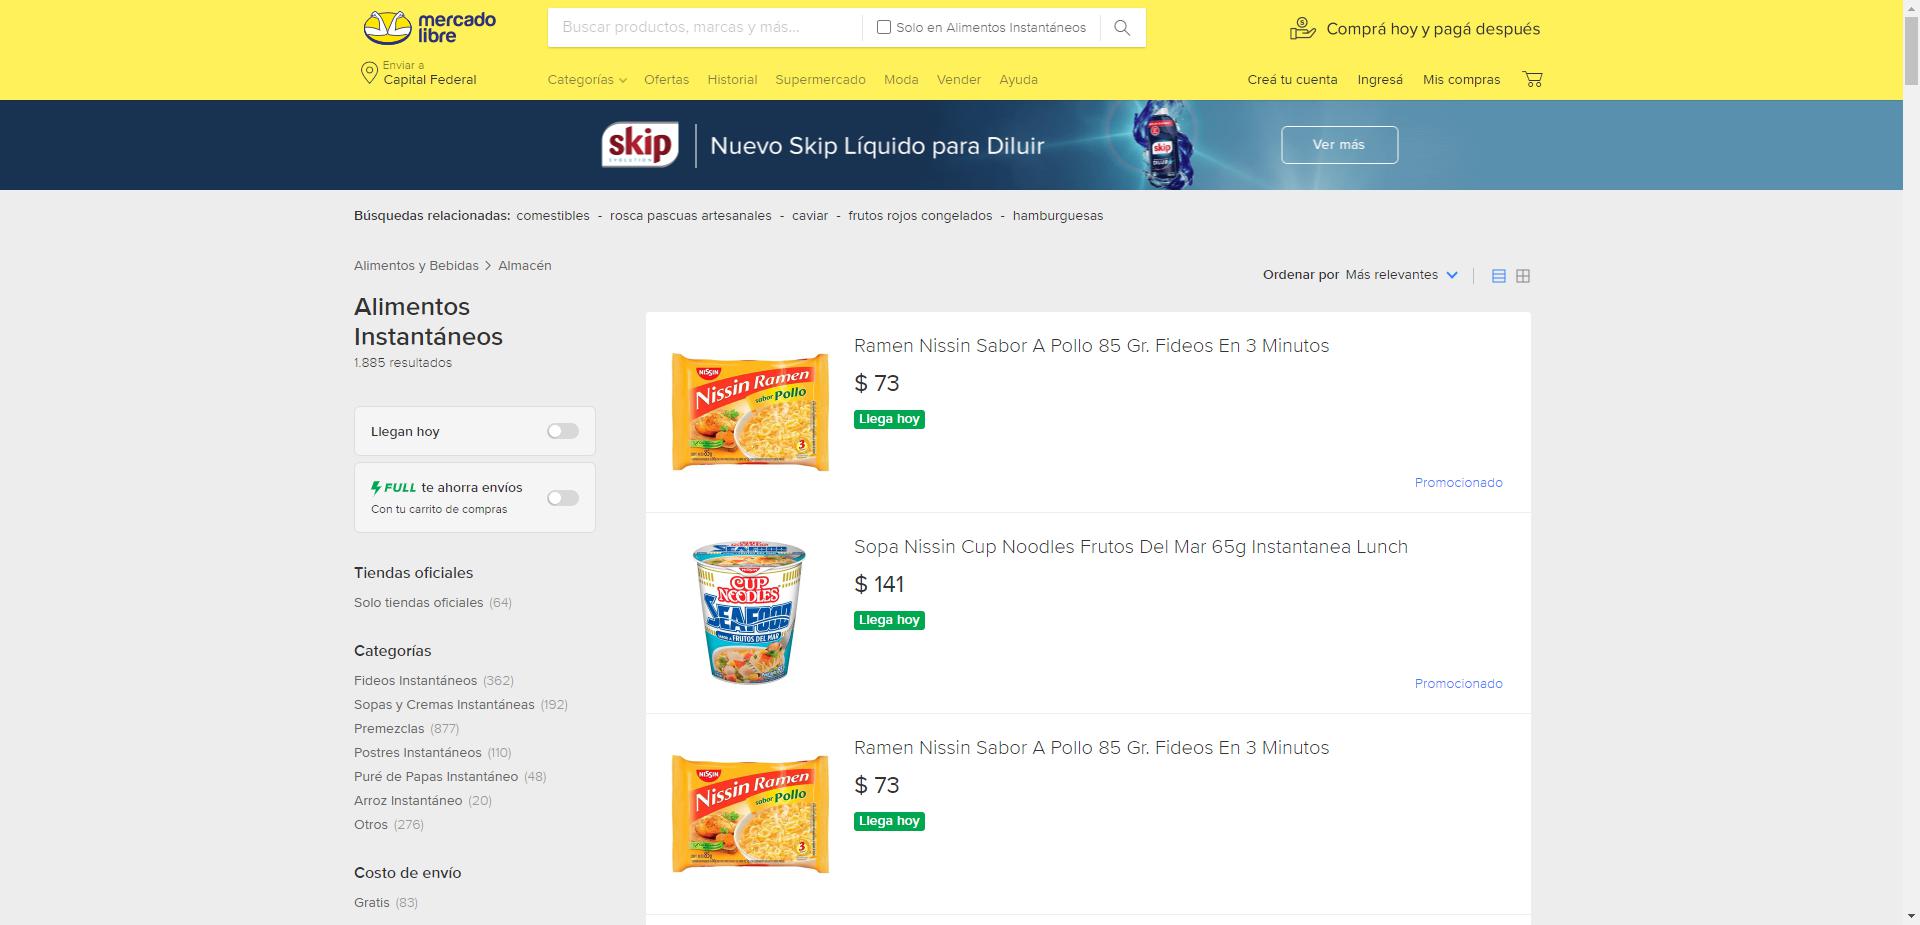 mercado
libre
Buscar productos, marcas y más...
Solo en Alimentos Instantáneos
Comprá hoy y pagá después
Enviar a
Capital Federal
Categorías Ofertas Historial Supermercado Moda Vender Ayuda
Creá tu cuenta Ingresá Mis compras
skip
EVOLUTION
Nuevo Skip Líquido para Diluir
skip
Ver más
Búsquedas relacionadas: comestibles - rosca pascuas artesanales - caviar - frutos rojos congelados - hamburguesas
Alimentos y Bebidas > Almacén
Ordenar por Más relevantes
Alimentos
Instantáneos
1.885 resultados
Llegan hoy
FULL te ahorra envíos
Con tu carrito de compras
Tiendas oficiales
Solo tiendas oficiales (64)
Categorías
Fideos Instantáneos (362)
Sopas y Cremas Instantáneas (192)
Premezclas (877)
Postres Instantáneos (110)
Puré de Papas Instantáneo (48)
Arroz Instantáneo (20)
Otros (276)
Costo de envío
Gratis (83)
NISSIN
Nissin Ramen
sabor Pollo
3
Ramen Nissin Sabor A Pollo 85 Gr. Fideos En 3 Minutos
$ 73
Llega hoy
Promocionado
SEAFOOD
NISSIN
CUP
NOODLES
SEAFOOD
SABOR A FRUTOS DEL MAR
Sopa Nissin Cup Noodles Frutos Del Mar 65g Instantanea Lunch
$ 141
Llega hoy
Promocionado
NISSIN
Nissin Ramen
sabor Pollo
3
Ramen Nissin Sabor A Pollo 85 Gr. Fideos En 3 Minutos
$ 73
Llega hoy